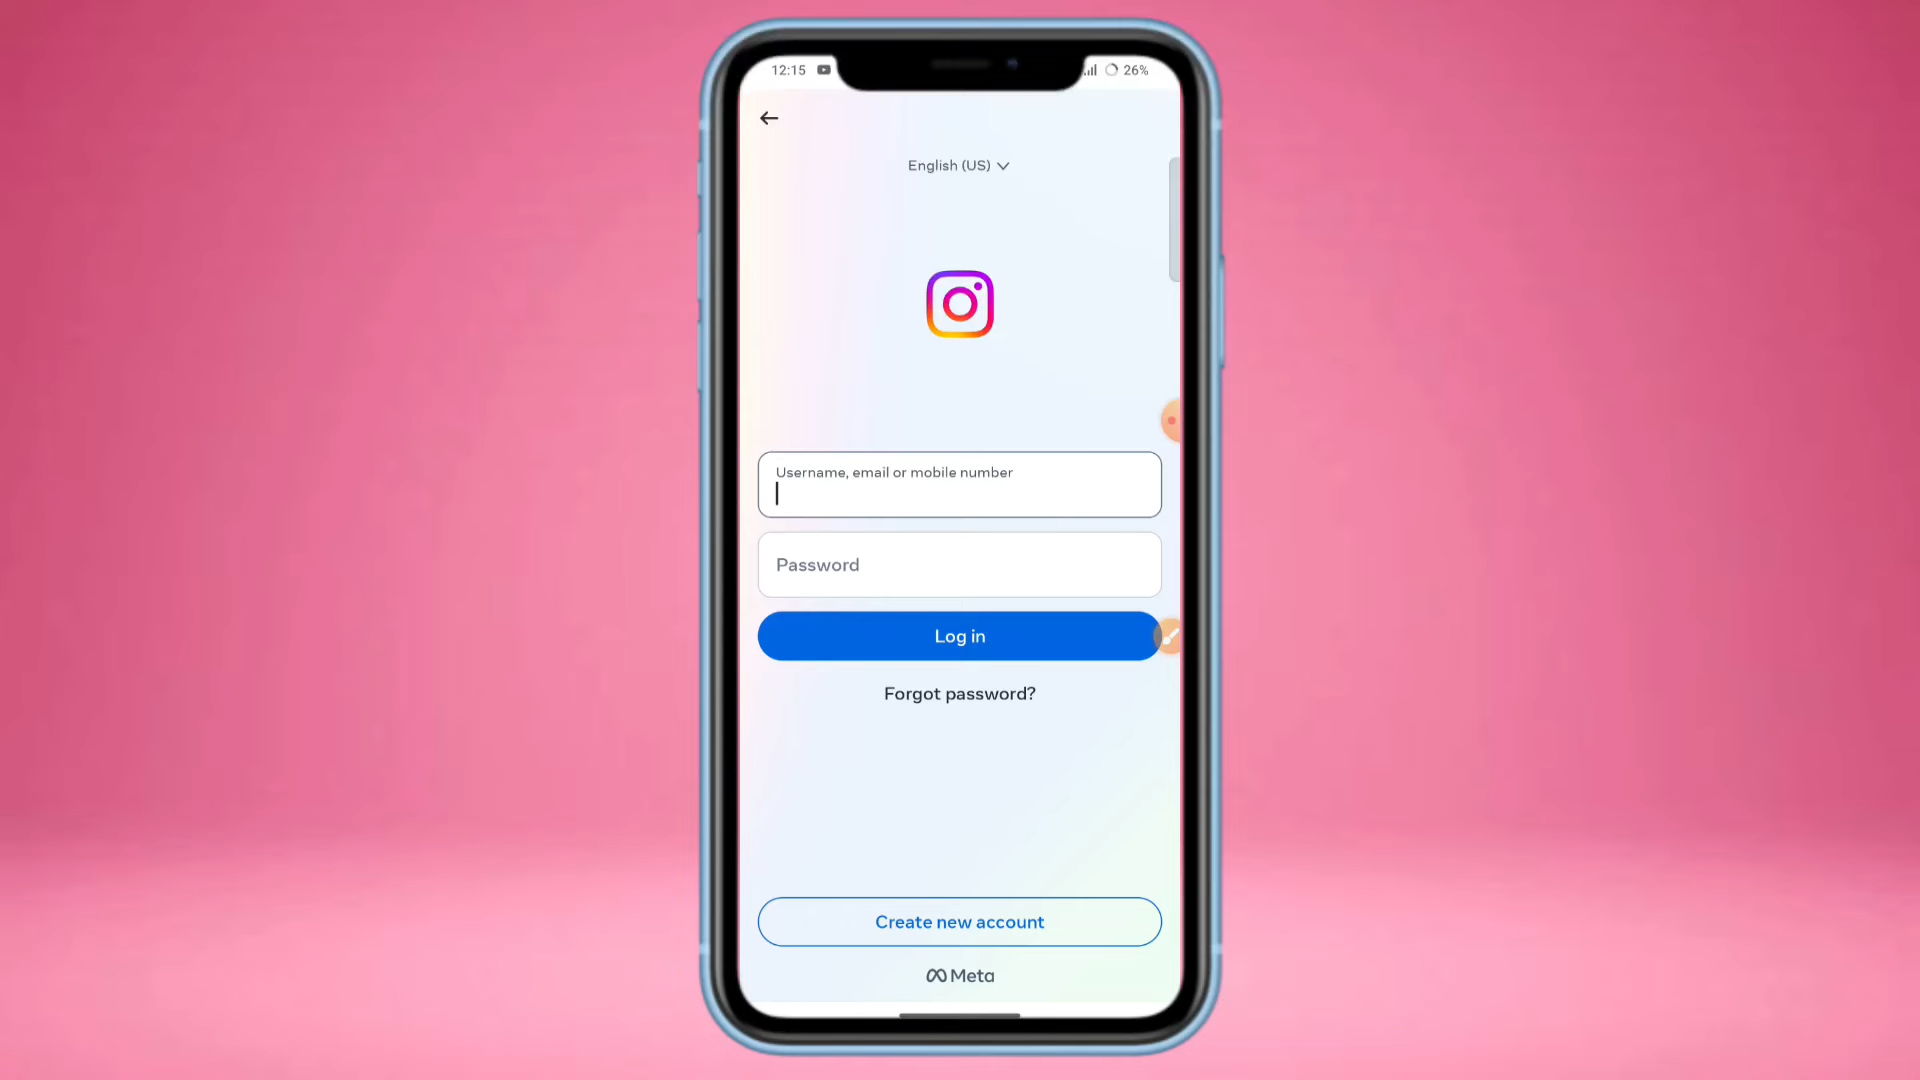 12:15 26%
English (US)
Username, email or mobile number
Password
Log in
Forgot password?
Create new account
Meta